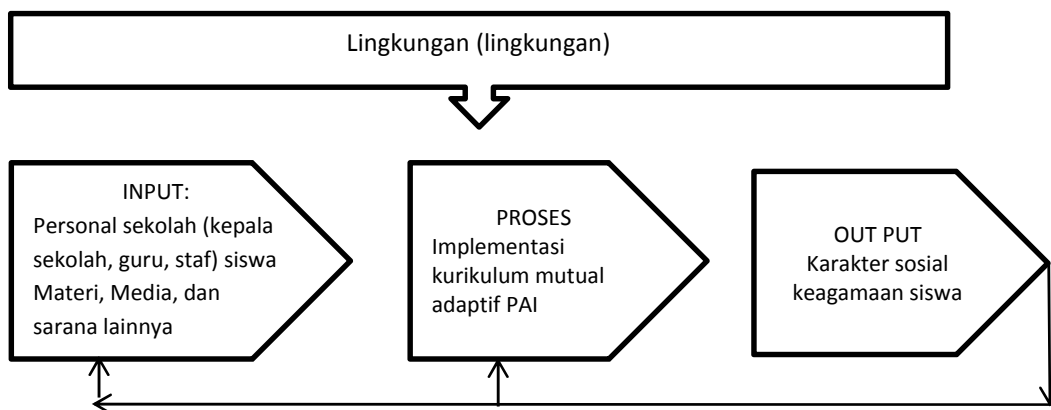 Lingkungan (lingkungan)
INPUT:
Personal sekolah (kepala
sekolah, guru, staf) siswa
Materi, Media, dan
sarana lainnya
PROSES
Implementasi
kurikulum mutual
adaptif PAI
OUT PUT
Karakter sosial
keagamaan siswa